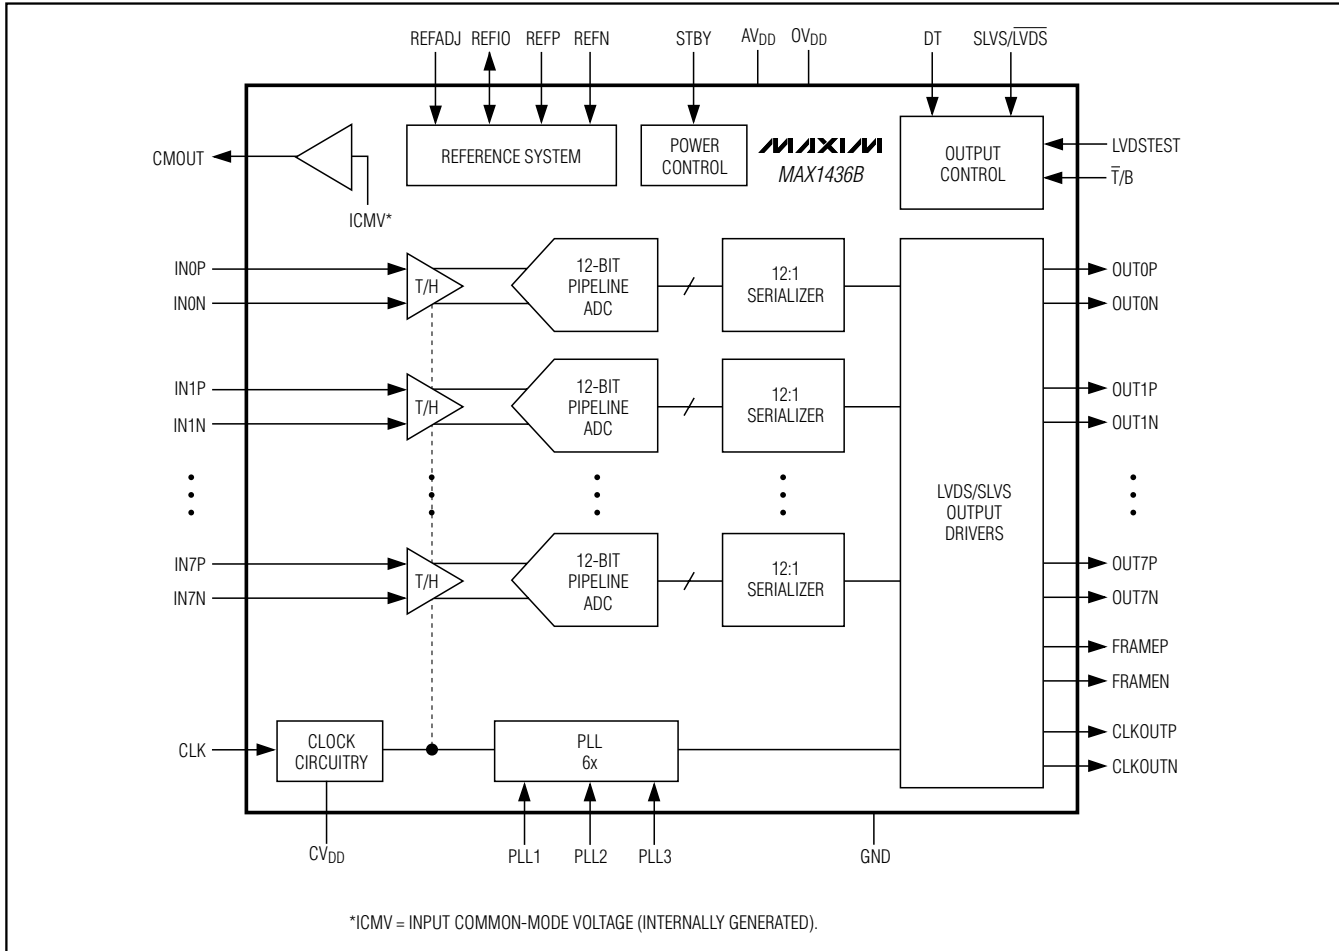 REFADJ REFIO REFP REFN STBY AVDD OVDD DT SLVS/L̅V̅D̅S̅
CMOUT
ICMV*
REFERENCE SYSTEM
POWER
CONTROL
MAXIM
MAX1436B
OUTPUT
CONTROL
LVDSTEST
T̅/B
IN0P
IN0N
T/H
12-BIT
PIPELINE
ADC
12:1
SERIALIZER
OUT0P
OUT0N
IN1P
IN1N
T/H
12-BIT
PIPELINE
ADC
12:1
SERIALIZER
OUT1P
OUT1N
LVDS/SLVS
OUTPUT
DRIVERS
IN7P
IN7N
T/H
12-BIT
PIPELINE
ADC
12:1
SERIALIZER
OUT7P
OUT7N
FRAMEP
FRAMEN
CLK
CLOCK
CIRCUITRY
PLL
6x
CLKOUTP
CLKOUTN
CVDD PLL1 PLL2 PLL3 GND
*ICMV = INPUT COMMON-MODE VOLTAGE (INTERNALLY GENERATED).